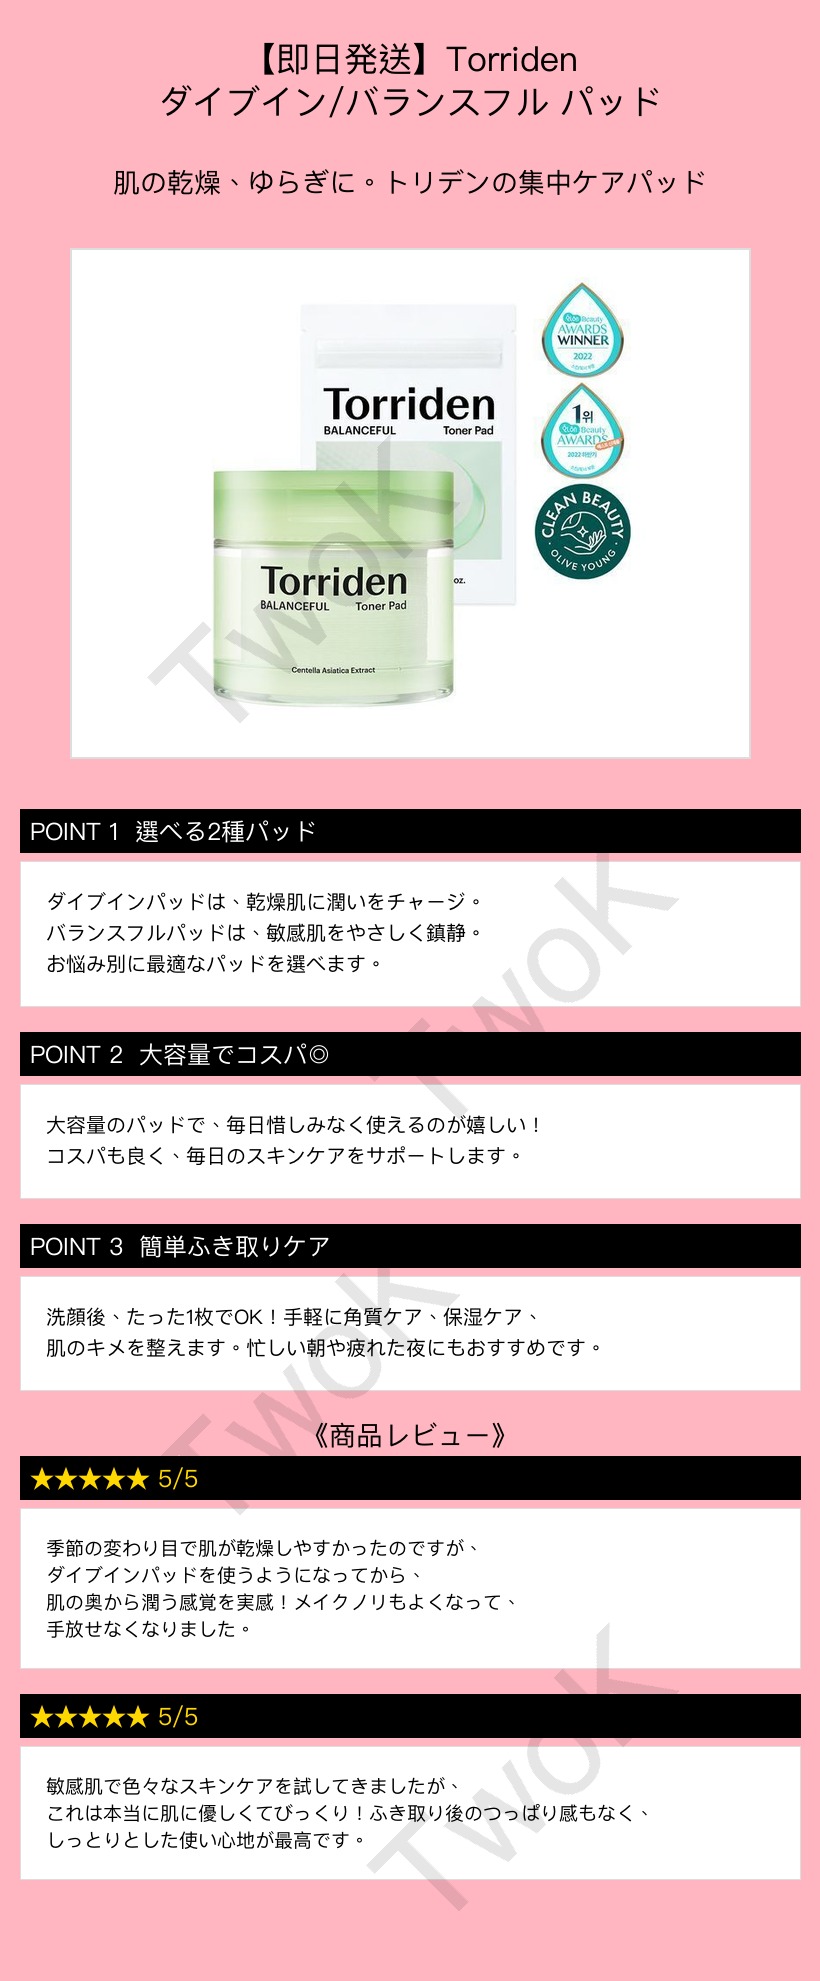 【即日発送】Torriden
ダイブイン/バランスフル パッド
肌の乾燥、ゆらぎに。トリデンの集中ケアパッド
Torriden
BALANCEFUL Toner Pad
oz.
Torriden
BALANCEFUL Toner Pad
Centella Asiatica Extract
Beauty
AWARDS
WINNER
2022
1위
Beauty
AWARDS
2022 하반기
CLEAN BEAUTY
OLIVE YOUNG
TwoK
POINT 1 選べる2種パッド
ダイブインパッドは、乾燥肌に潤いをチャージ。
バランスフルパッドは、敏感肌をやさしく鎮静。
お悩み別に最適なパッドを選べます。
TwoK
POINT 2 大容量でコスパ◎
大容量のパッドで、毎日惜しみなく使えるのが嬉しい！
コスパも良く、毎日のスキンケアをサポートします。
POINT 3 簡単ふき取りケア
洗顔後、たった1枚でOK！手軽に角質ケア、保湿ケア、
肌のキメを整えます。忙しい朝や疲れた夜にもおすすめです。
TwoK
《商品レビュー》
★★★★★ 5/5
季節の変わり目で肌が乾燥しやすかったのですが、
ダイブインパッドを使うようになってから、
肌の奥から潤う感覚を実感！メイクノリもよくなって、
手放せなくなりました。
★★★★★ 5/5
敏感肌で色々なスキンケアを試してきましたが、
これは本当に肌に優しくてびっくり！ふき取り後のつっぱり感もなく、
しっとりとした使い心地が最高です。
TwoK